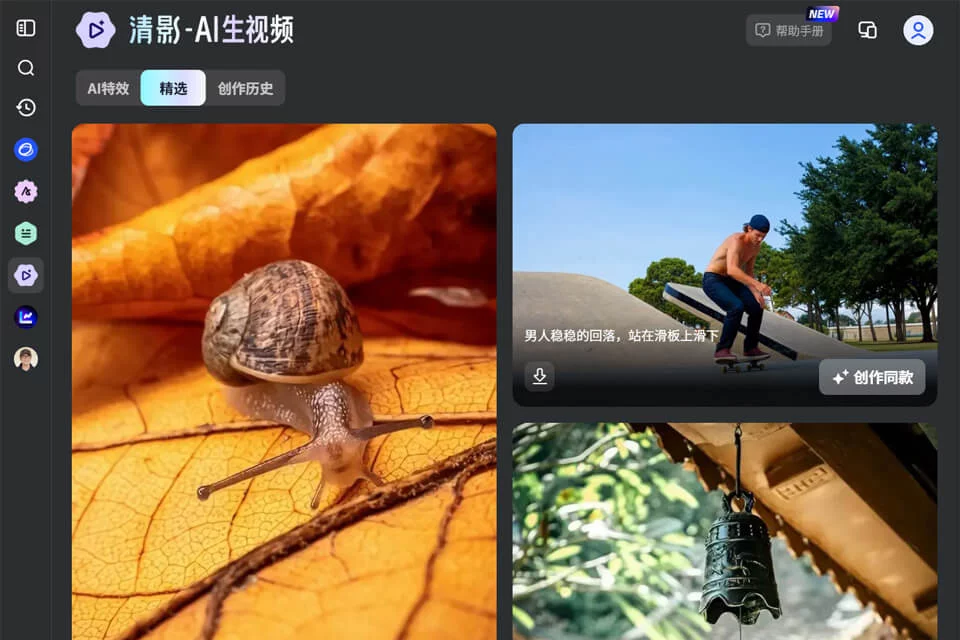 清影-AI生视频
NEW
帮助手册
AI特效
精选
创作历史
男人稳稳的回落，站在滑板上滑下
创作同款